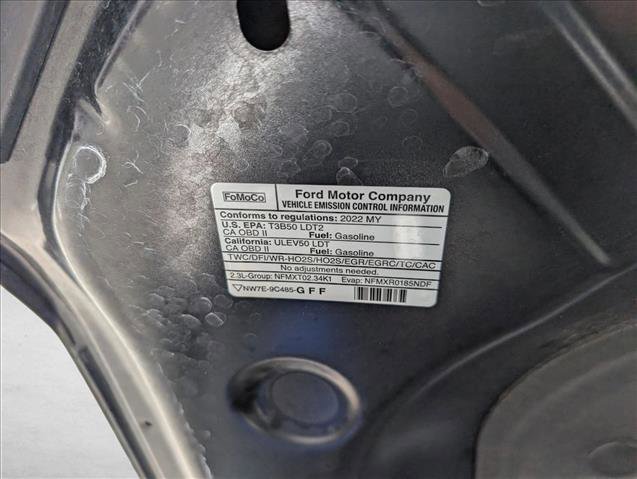 FoMoCo
Ford Motor Company
VEHICLE EMISSION CONTROL INFORMATION
Conforms to regulations: 2022 MY
U.S. EPA: T3B50 LDT2
CA OBD II Fuel: Gasoline
California: ULEV50 LDT
CA OBD II Fuel: Gasoline
TWC/DFI/WR-HO2S/HO2S/EGR/EGRC/TC/CAC
No adjustments needed.
2.3L-Group: NFMXT02.34K1 Evap: NFMXR0185NDF
NW7E-9C485-GFF